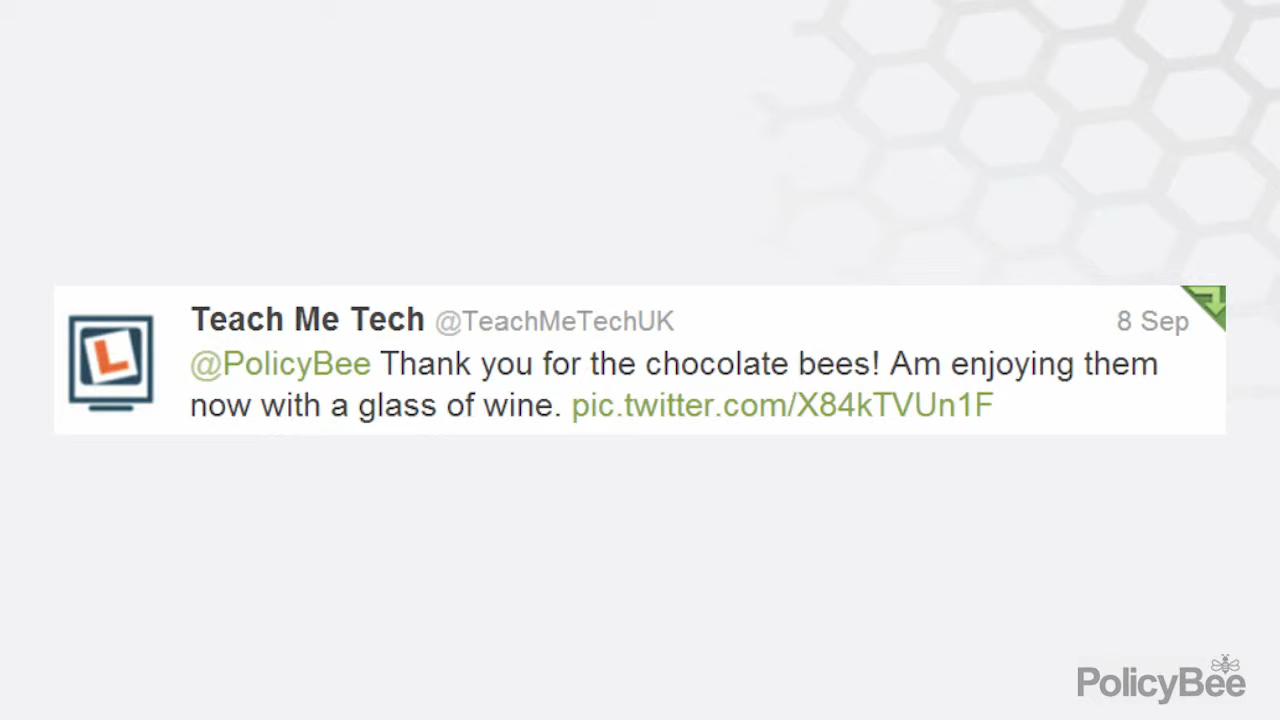 Teach Me Tech @TeachMeTechUK 8 Sep
@PolicyBee Thank you for the chocolate bees! Am enjoying them
now with a glass of wine. pic.twitter.com/X84kTVUn1F
L
PolicyBee